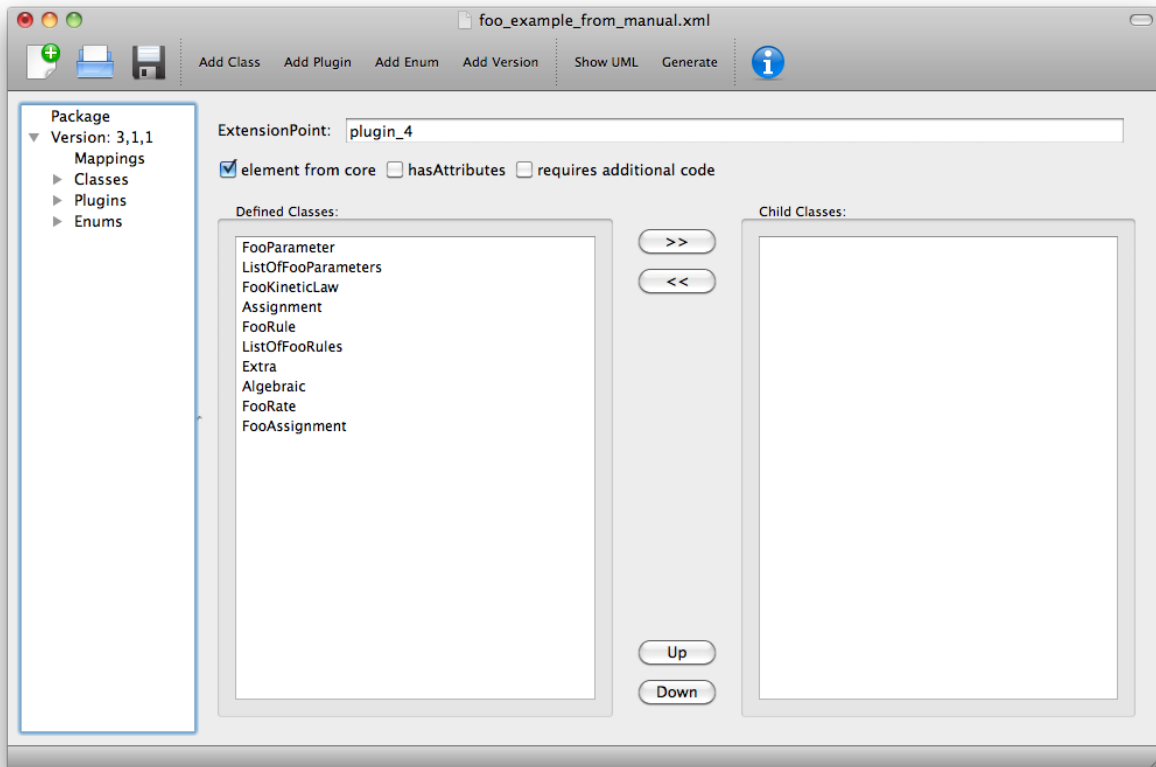 foo_example_from_manual.xml
Add Class Add Plugin Add Enum Add Version Show UML Generate
Package
Version: 3,1,1
Mappings
Classes
Plugins
Enums
ExtensionPoint: plugin_4
element from core hasAttributes requires additional code
Defined Classes:
FooParameter
ListOfFooParameters
FooKineticLaw
Assignment
FooRule
ListOfFooRules
Extra
Algebraic
FooRate
FooAssignment
>>
<<
Up
Down
Child Classes: